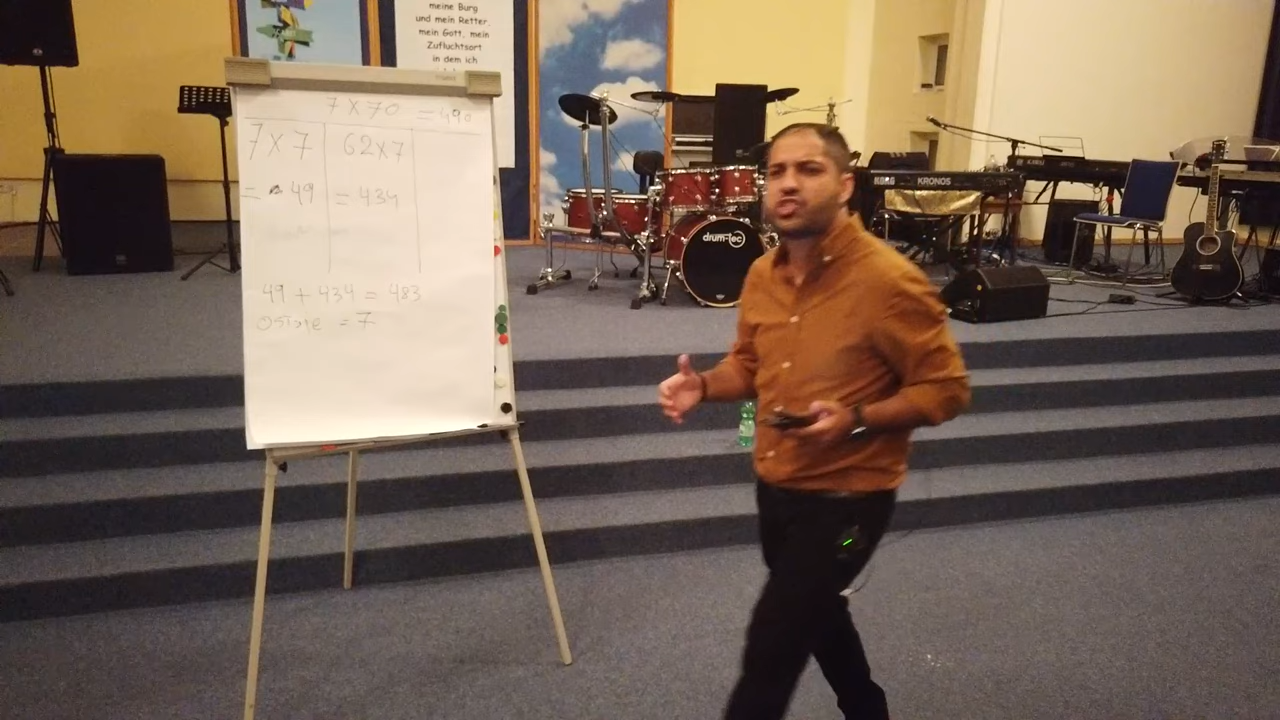 meine Burg
und mein Retter,
mein Gott, mein
Zufluchtsort
in dem ich
7 X 70 = 490
7 X 7 62 X 7
= 49 = 434
49 + 434 = 483
= 7
drum-tec
KORG KRONOS